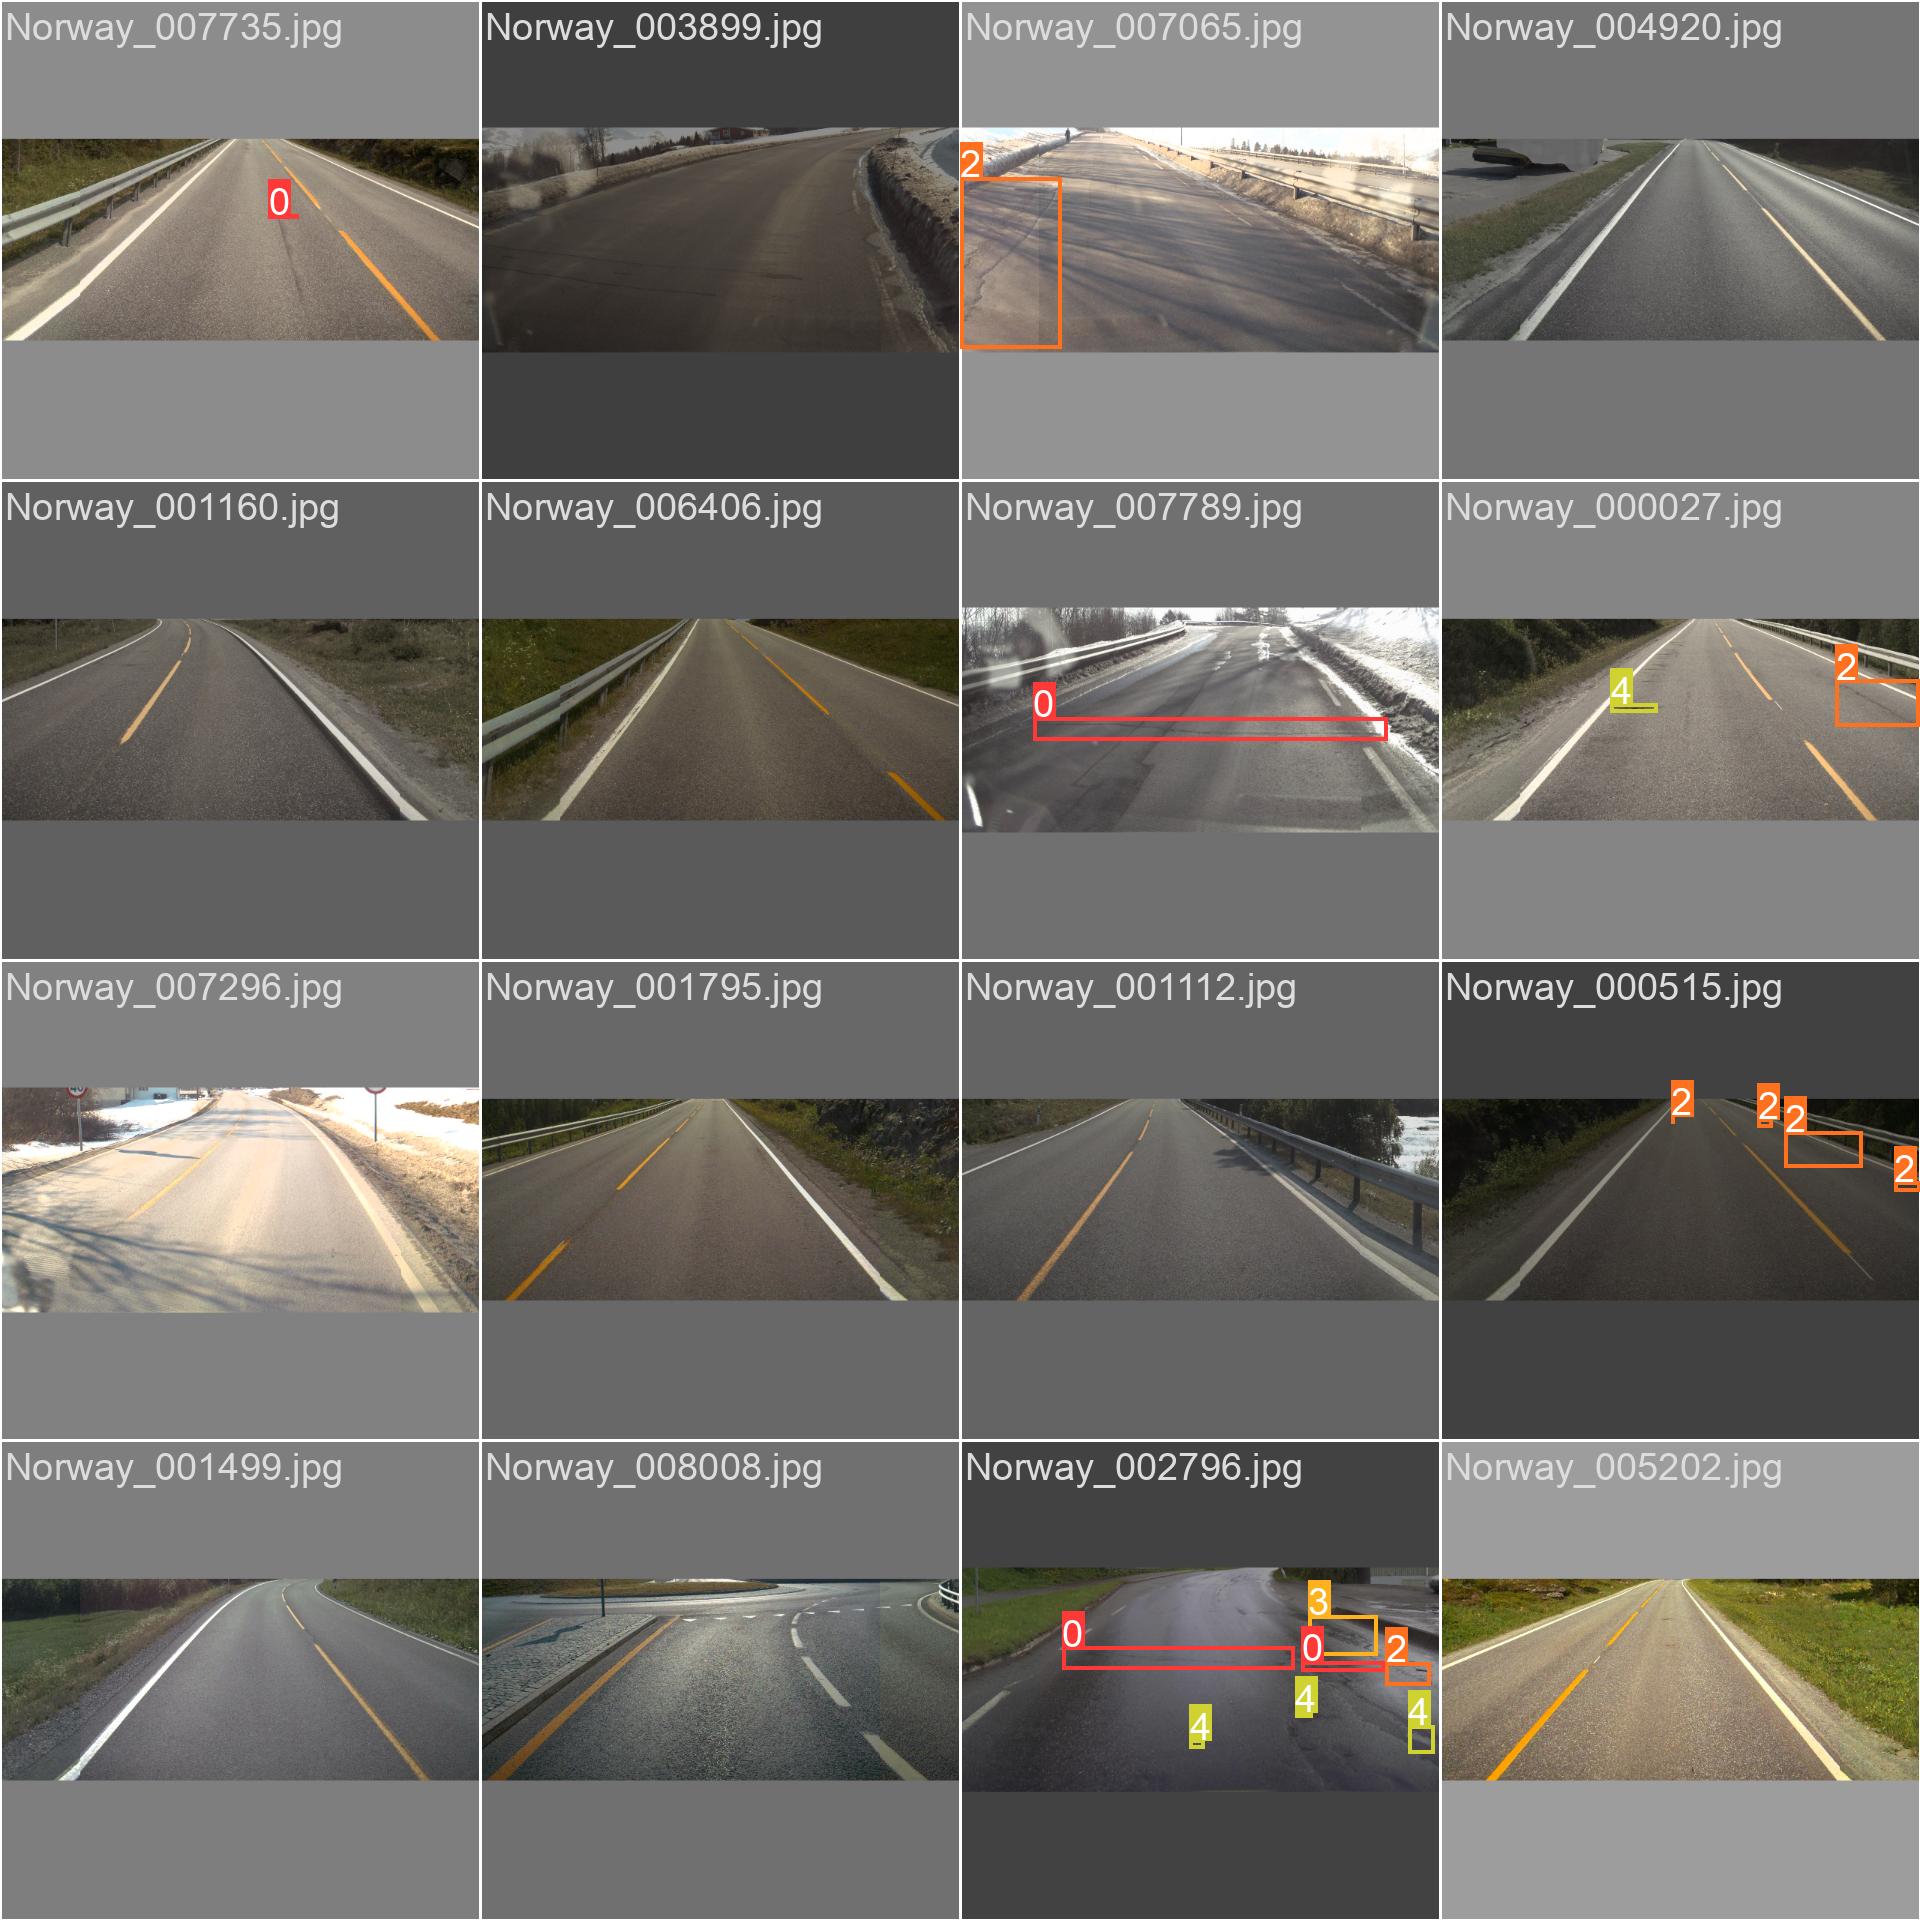 Norway_007735.jpg
Norway_003899.jpg
Norway_007065.jpg
Norway_004920.jpg
0
2
Norway_001160.jpg
Norway_006406.jpg
Norway_007789.jpg
Norway_000027.jpg
0
4
2
Norway_007296.jpg
Norway_001795.jpg
Norway_001112.jpg
Norway_000515.jpg
2
2
2
2
Norway_001499.jpg
Norway_008008.jpg
Norway_002796.jpg
Norway_005202.jpg
3
0
0
2
4
4
4